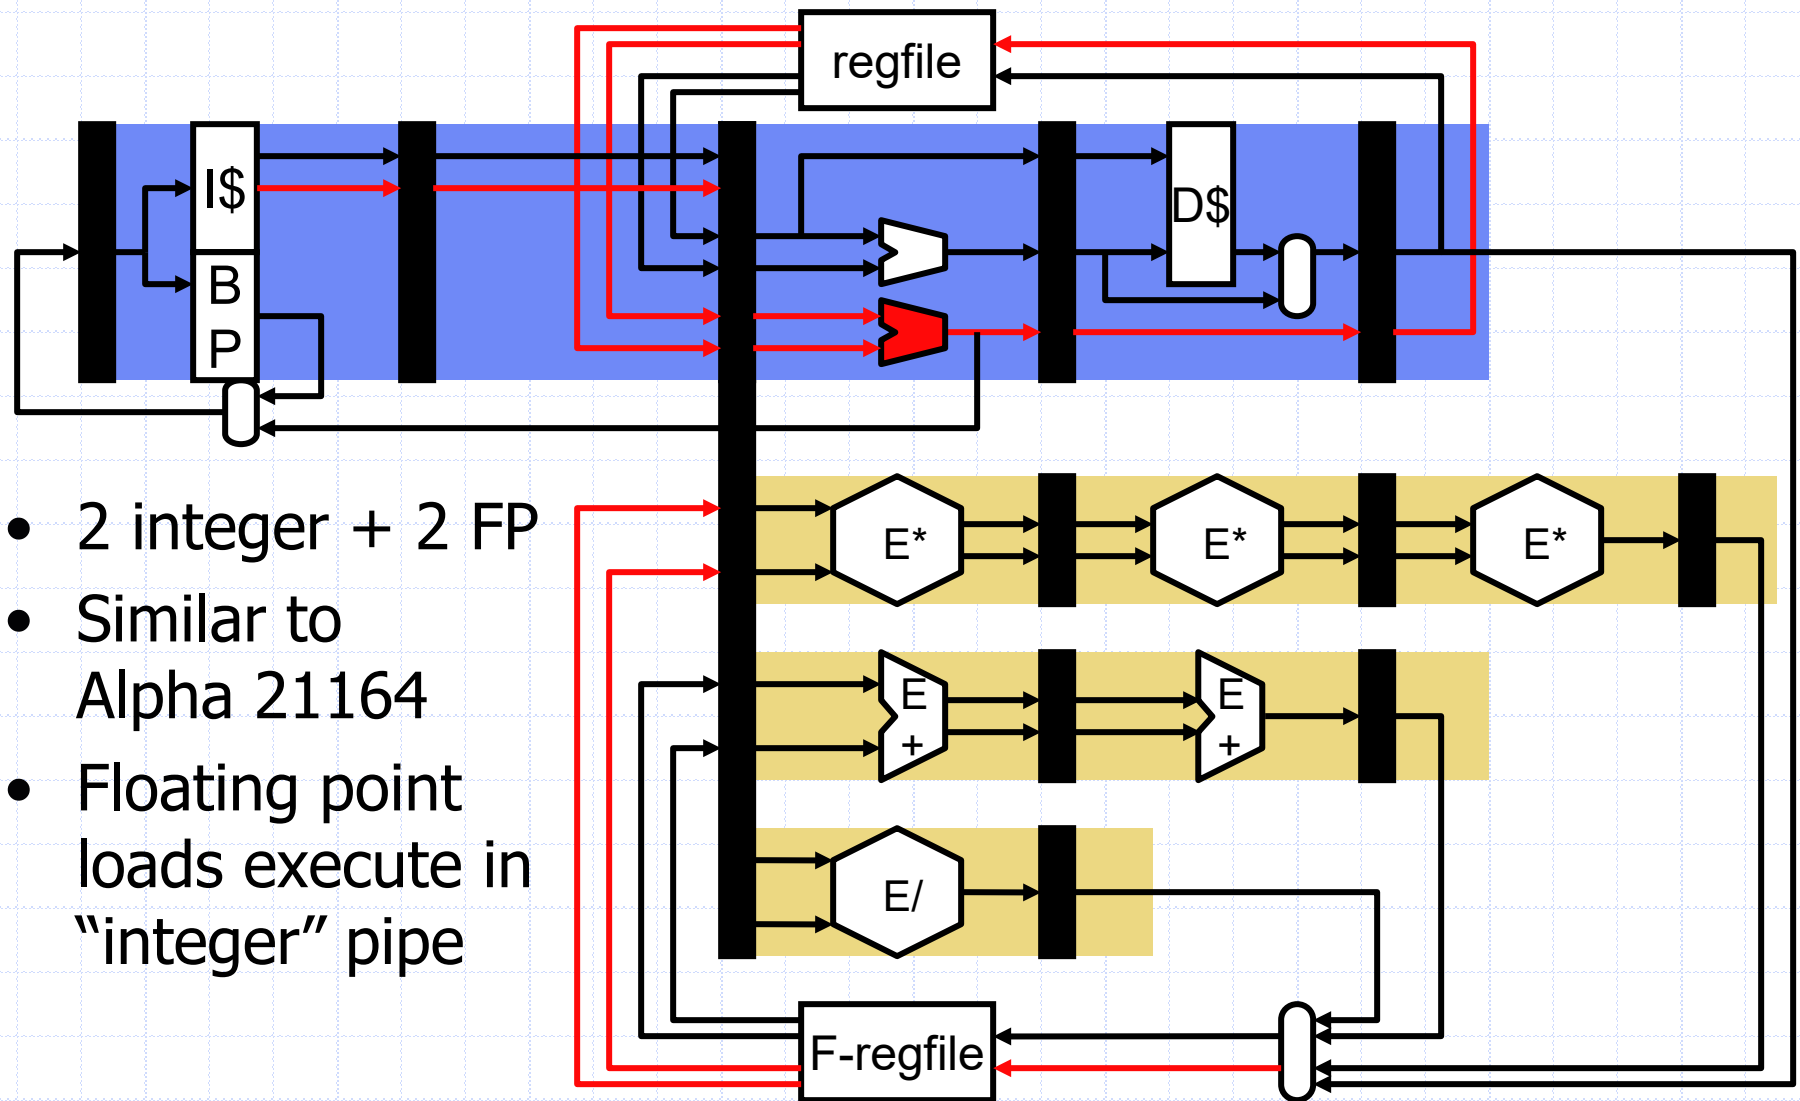 regfile
I$
B
P
D$
• 2 integer + 2 FP
• Similar to
Alpha 21164
• Floating point
loads execute in
“integer” pipe
E*
E*
E*
E
+
E
+
E/
F-regfile